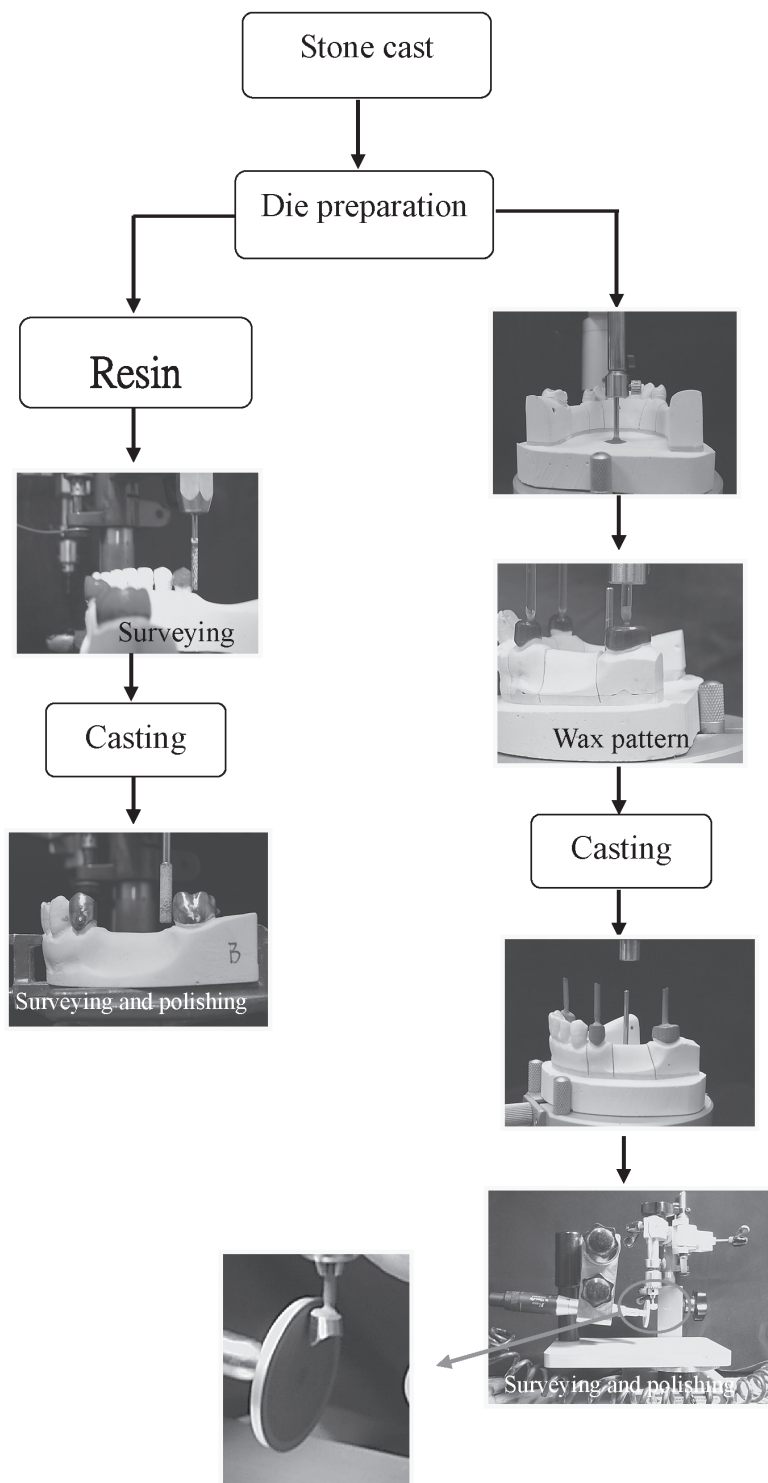 Stone cast
Die preparation
Resin
Surveying
Casting
Surveying and polishing
Wax pattern
Casting
Surveying and polishing
B